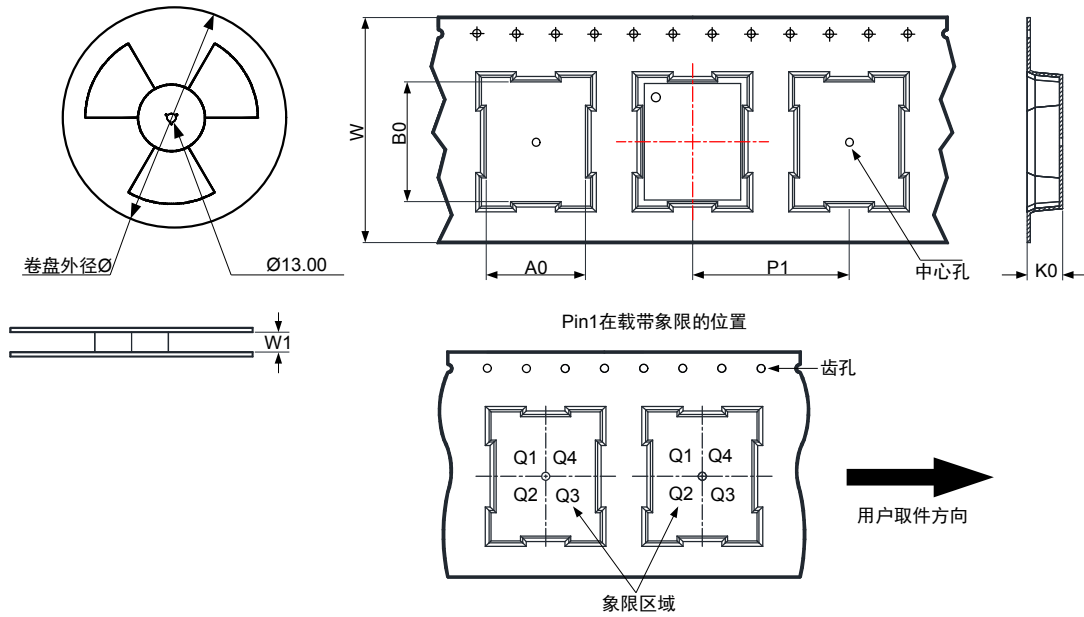 W
B0
卷盘外径Ø
Ø13.00
A0
P1
中心孔
K0
W1
Pin1在载带象限的位置
齿孔
Q1 Q4
Q2 Q3
Q1 Q4
Q2 Q3
用户取件方向
象限区域